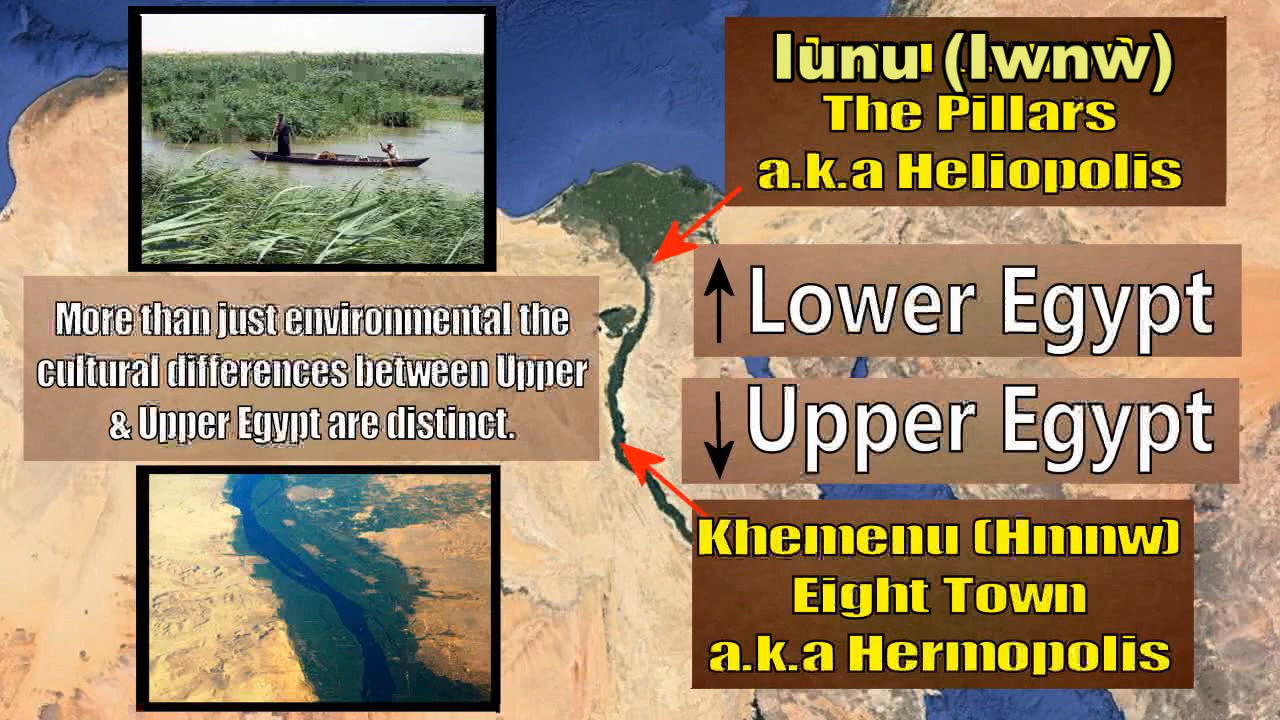 More than just environmental the
cultural differences between Upper
& Upper Egypt are distinct.
Iunu (Iwnw)
The Pillars
a.k.a Heliopolis
Lower Egypt
Upper Egypt
Khemenu (Hmnw)
Eight Town
a.k.a Hermopolis